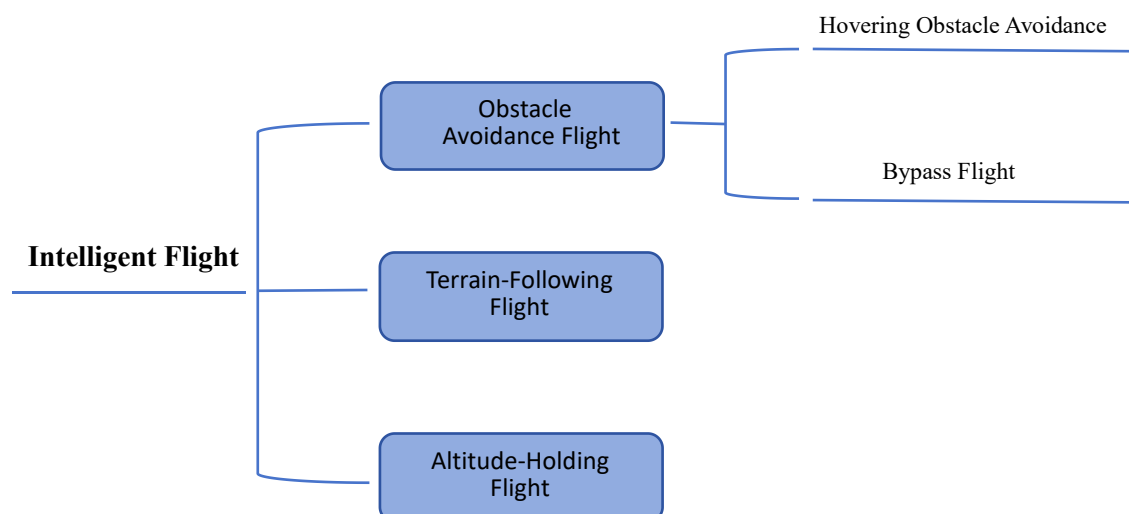 Intelligent Flight
Obstacle
Avoidance Flight
Hovering Obstacle Avoidance
Bypass Flight
Terrain-Following
Flight
Altitude-Holding
Flight